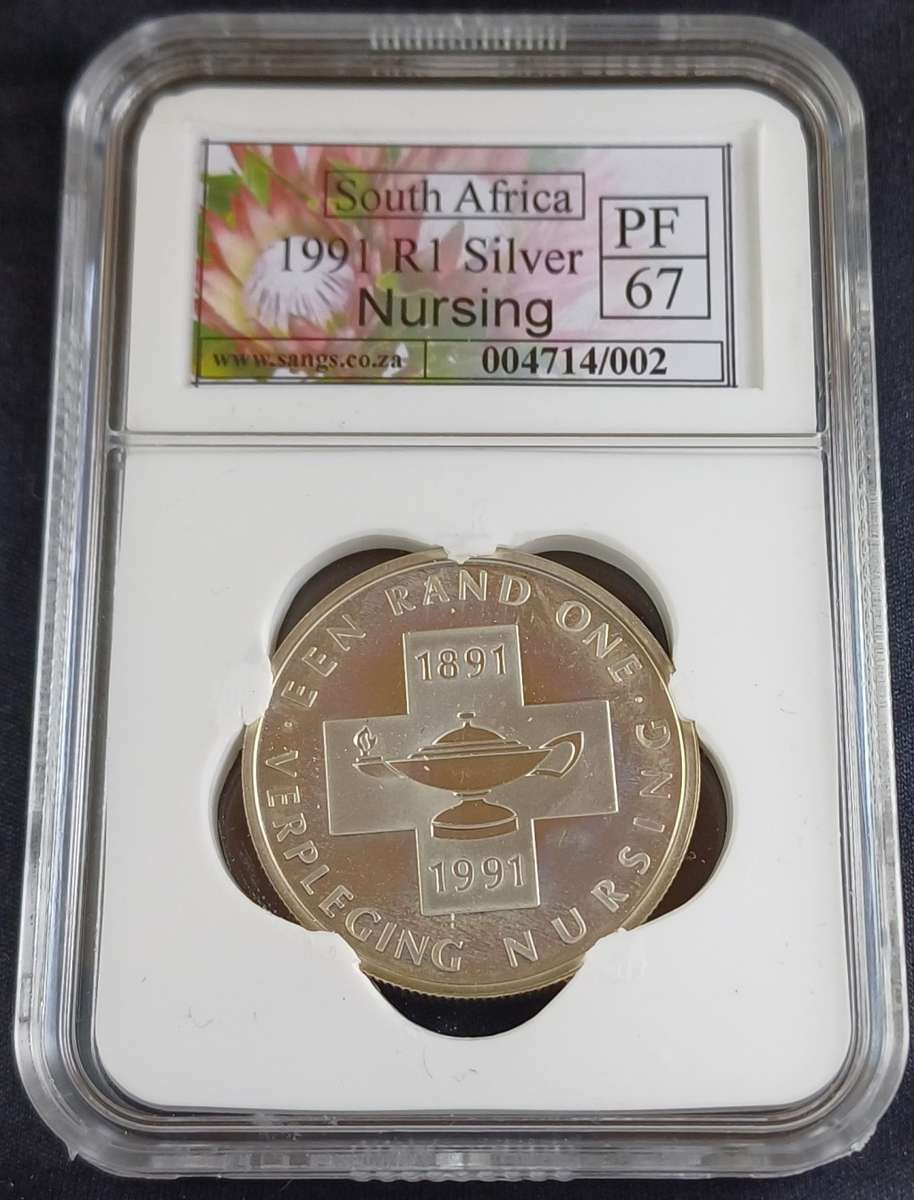 South Africa
1991 R1 Silver
Nursing
PF
67
www.sangs.co.za
004714/002
· EEN RAND ONE ·
1891
1991
VERPLEGING NURSING